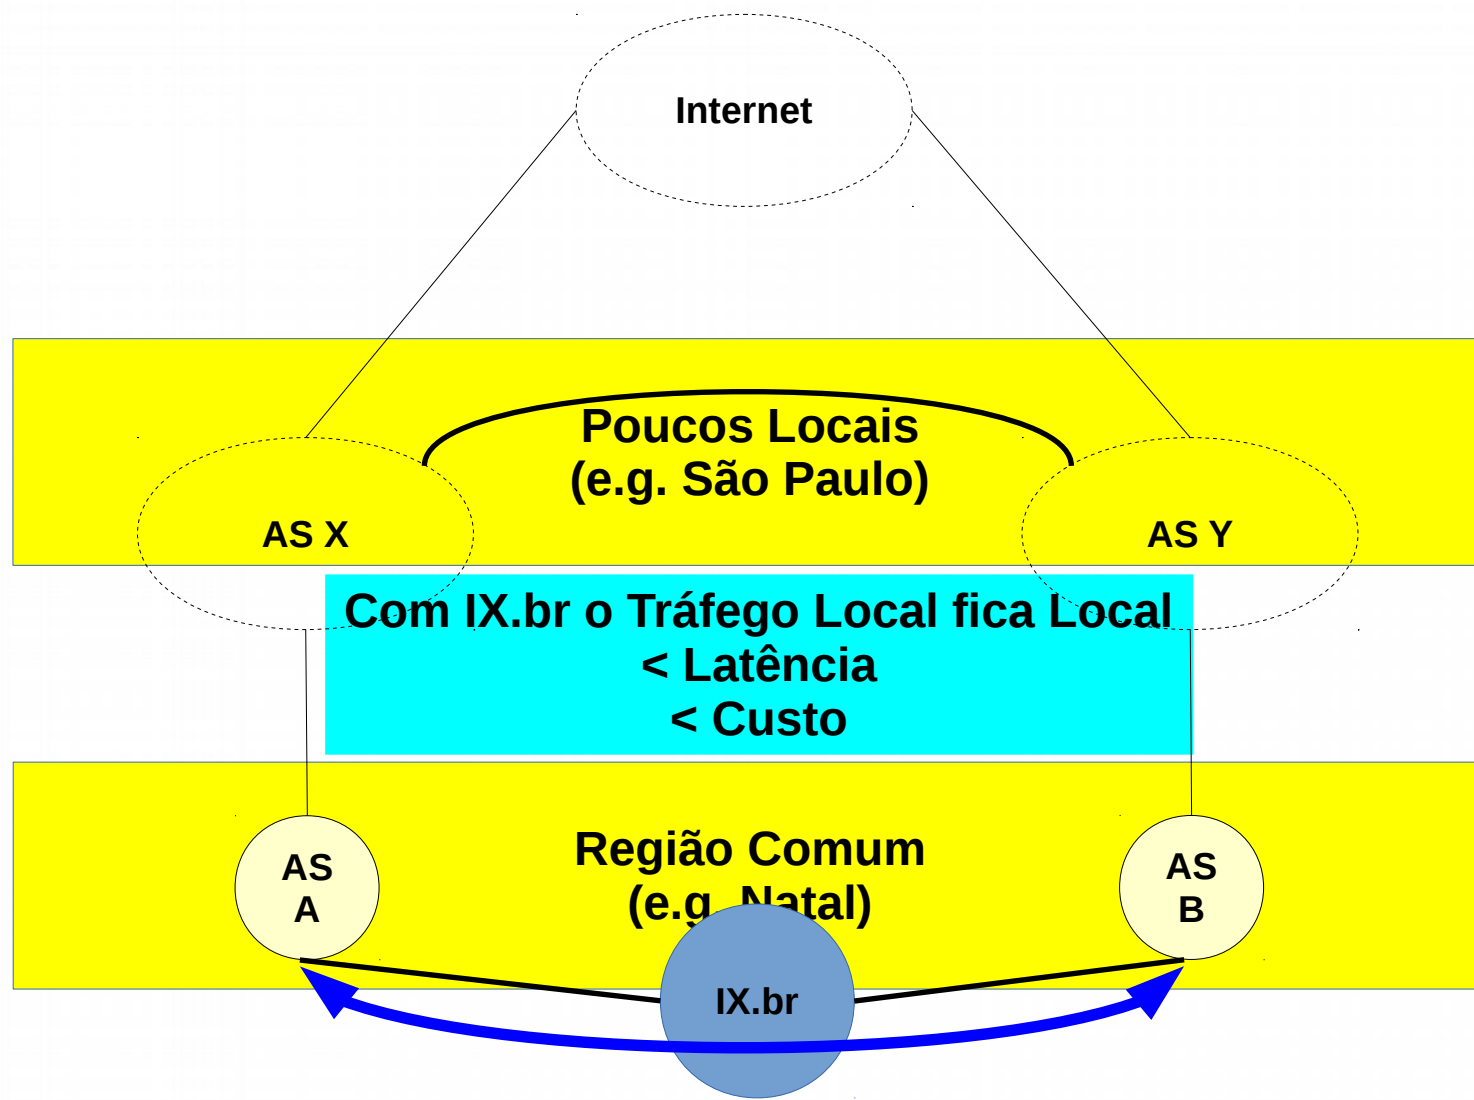 Internet
Poucos Locais
(e.g. São Paulo)
AS X
AS Y
Com IX.br o Tráfego Local fica Local
< Latência
< Custo
Região Comum
(e.g. Natal)
AS
A
AS
B
IX.br